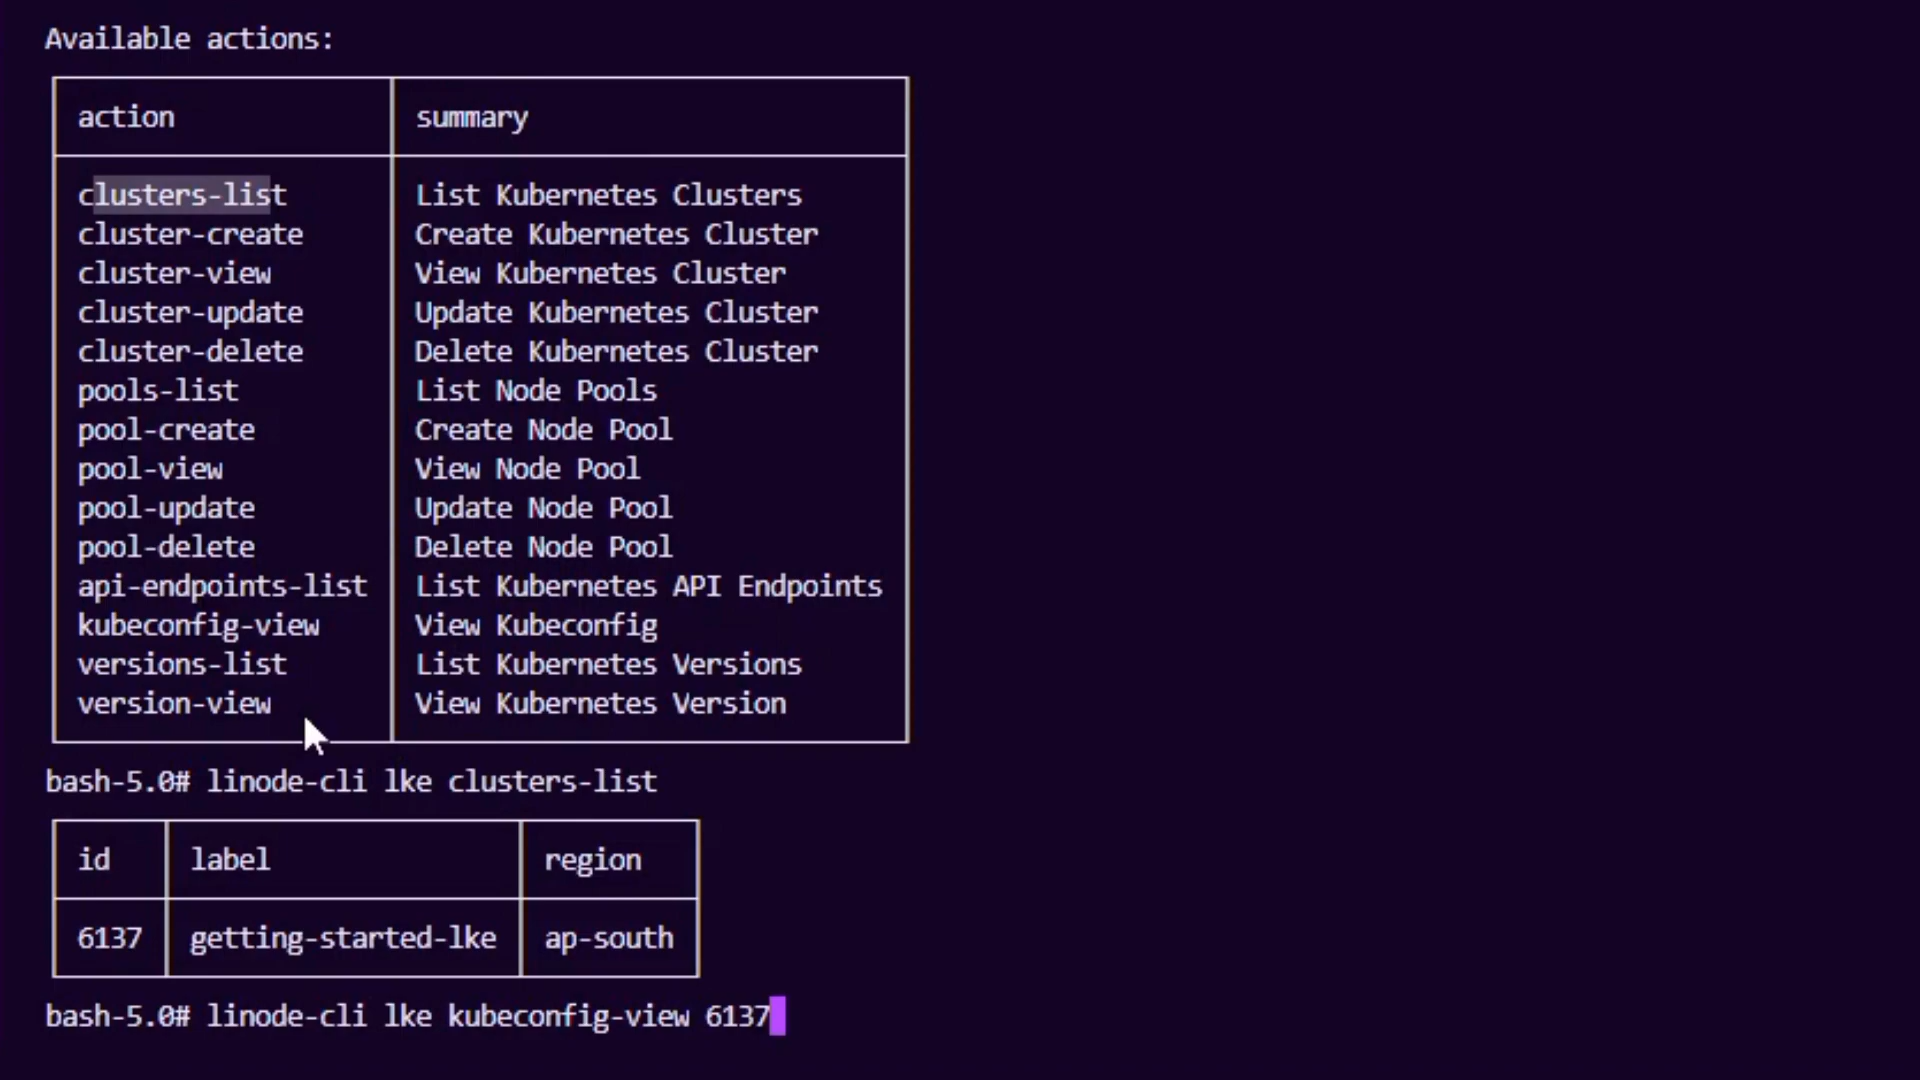 Available actions:
action summary
clusters-list List Kubernetes Clusters
cluster-create Create Kubernetes Cluster
cluster-view View Kubernetes Cluster
cluster-update Update Kubernetes Cluster
cluster-delete Delete Kubernetes Cluster
pools-list List Node Pools
pool-create Create Node Pool
pool-view View Node Pool
pool-update Update Node Pool
pool-delete Delete Node Pool
api-endpoints-list List Kubernetes API Endpoints
kubeconfig-view View Kubeconfig
versions-list List Kubernetes Versions
version-view View Kubernetes Version
bash-5.0# linode-cli lke clusters-list
id label region
6137 getting-started-lke ap-south
bash-5.0# linode-cli lke kubeconfig-view 6137